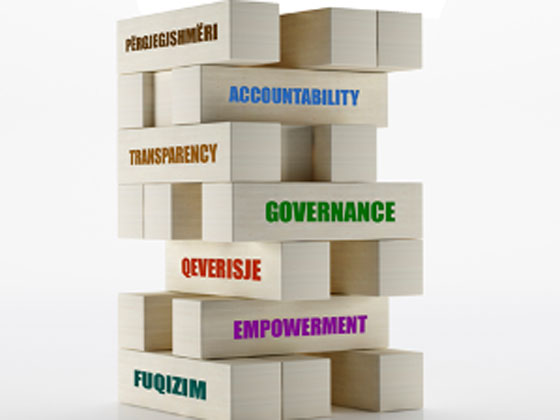 PËRGJEGJSHMËRI
ACCOUNTABILITY
TRANSPARENCY
GOVERNANCE
QEVERISJE
EMPOWERMENT
FUQIZIM